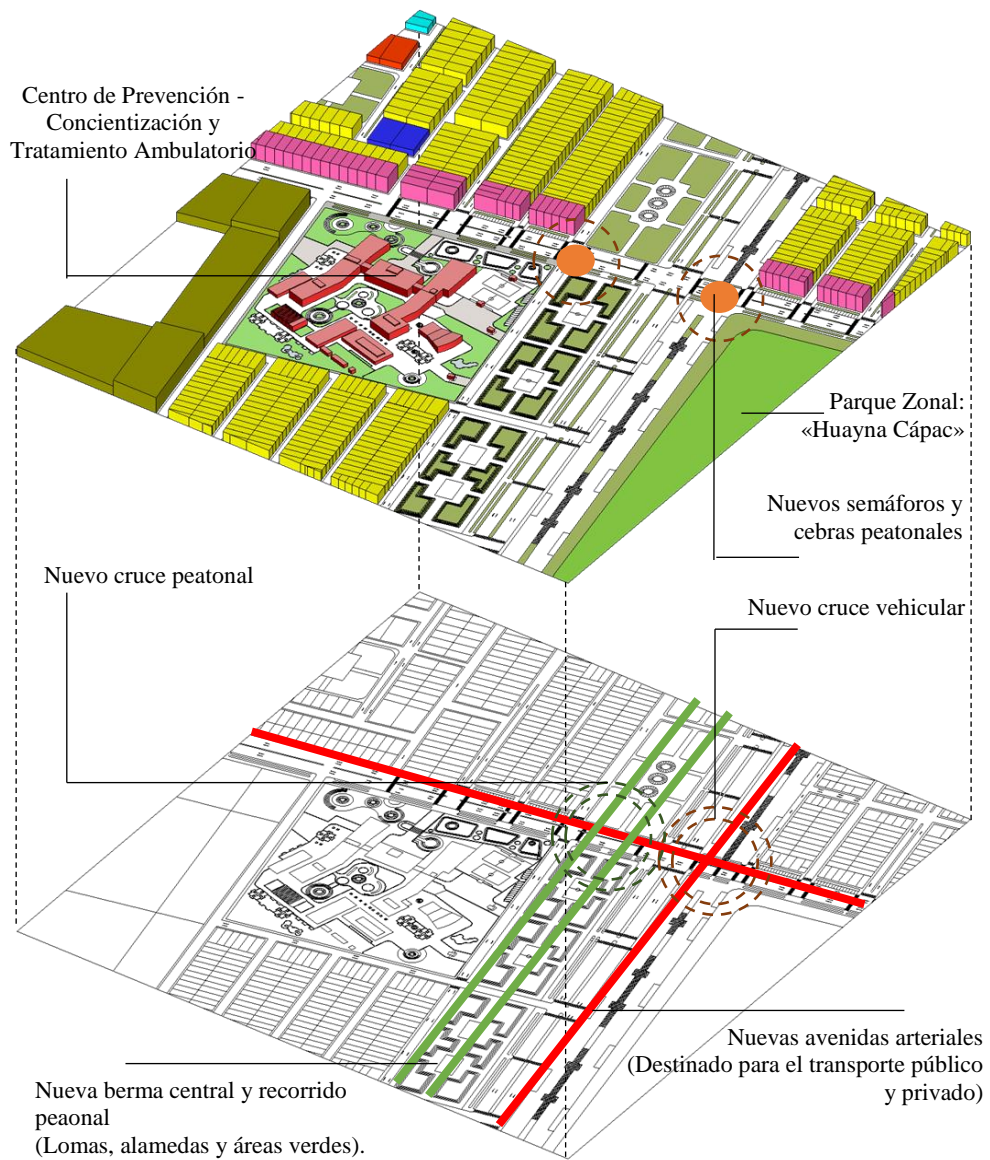 Centro de Prevención -
Concientización y
Tratamiento Ambulatorio
Parque Zonal:
«Huayna Cápac»
Nuevos semáforos y
cebras peatonales
Nuevo cruce peatonal
Nuevo cruce vehicular
Nuevas avenidas arteriales
(Destinado para el transporte público
y privado)
Nueva berma central y recorrido
peaonal
(Lomas, alamedas y áreas verdes).